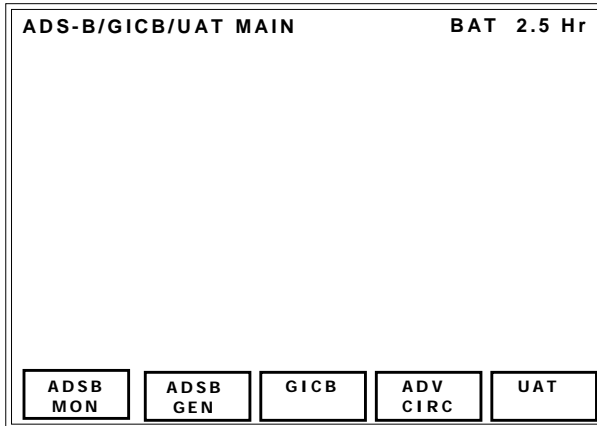 ADS-B/GICB/UAT MAIN BAT 2.5 Hr
ADSB MON
ADSB GEN
GICB
ADV CIRC
UAT